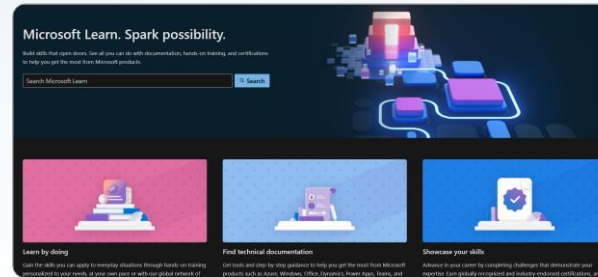 Microsoft Learn. Spark possibility.
Build skills that open doors. See all you can do with documentation, hands-on training, and certifications
to help you get the most from Microsoft products.
Search Microsoft Learn
Search
Learn by doing
Gain the skills you can apply to everyday situations through hands-on training
personalized to your needs, at your own pace or with our global network of
Find technical documentation
Get tools and step-by-step guidance to help you get the most from Microsoft
products such as Azure, Windows, Office, Dynamics, Power Apps, Teams, and
Showcase your skills
Advance in your career by completing challenges that demonstrate your
expertise. Earn globally recognized and industry-endorsed certifications, and